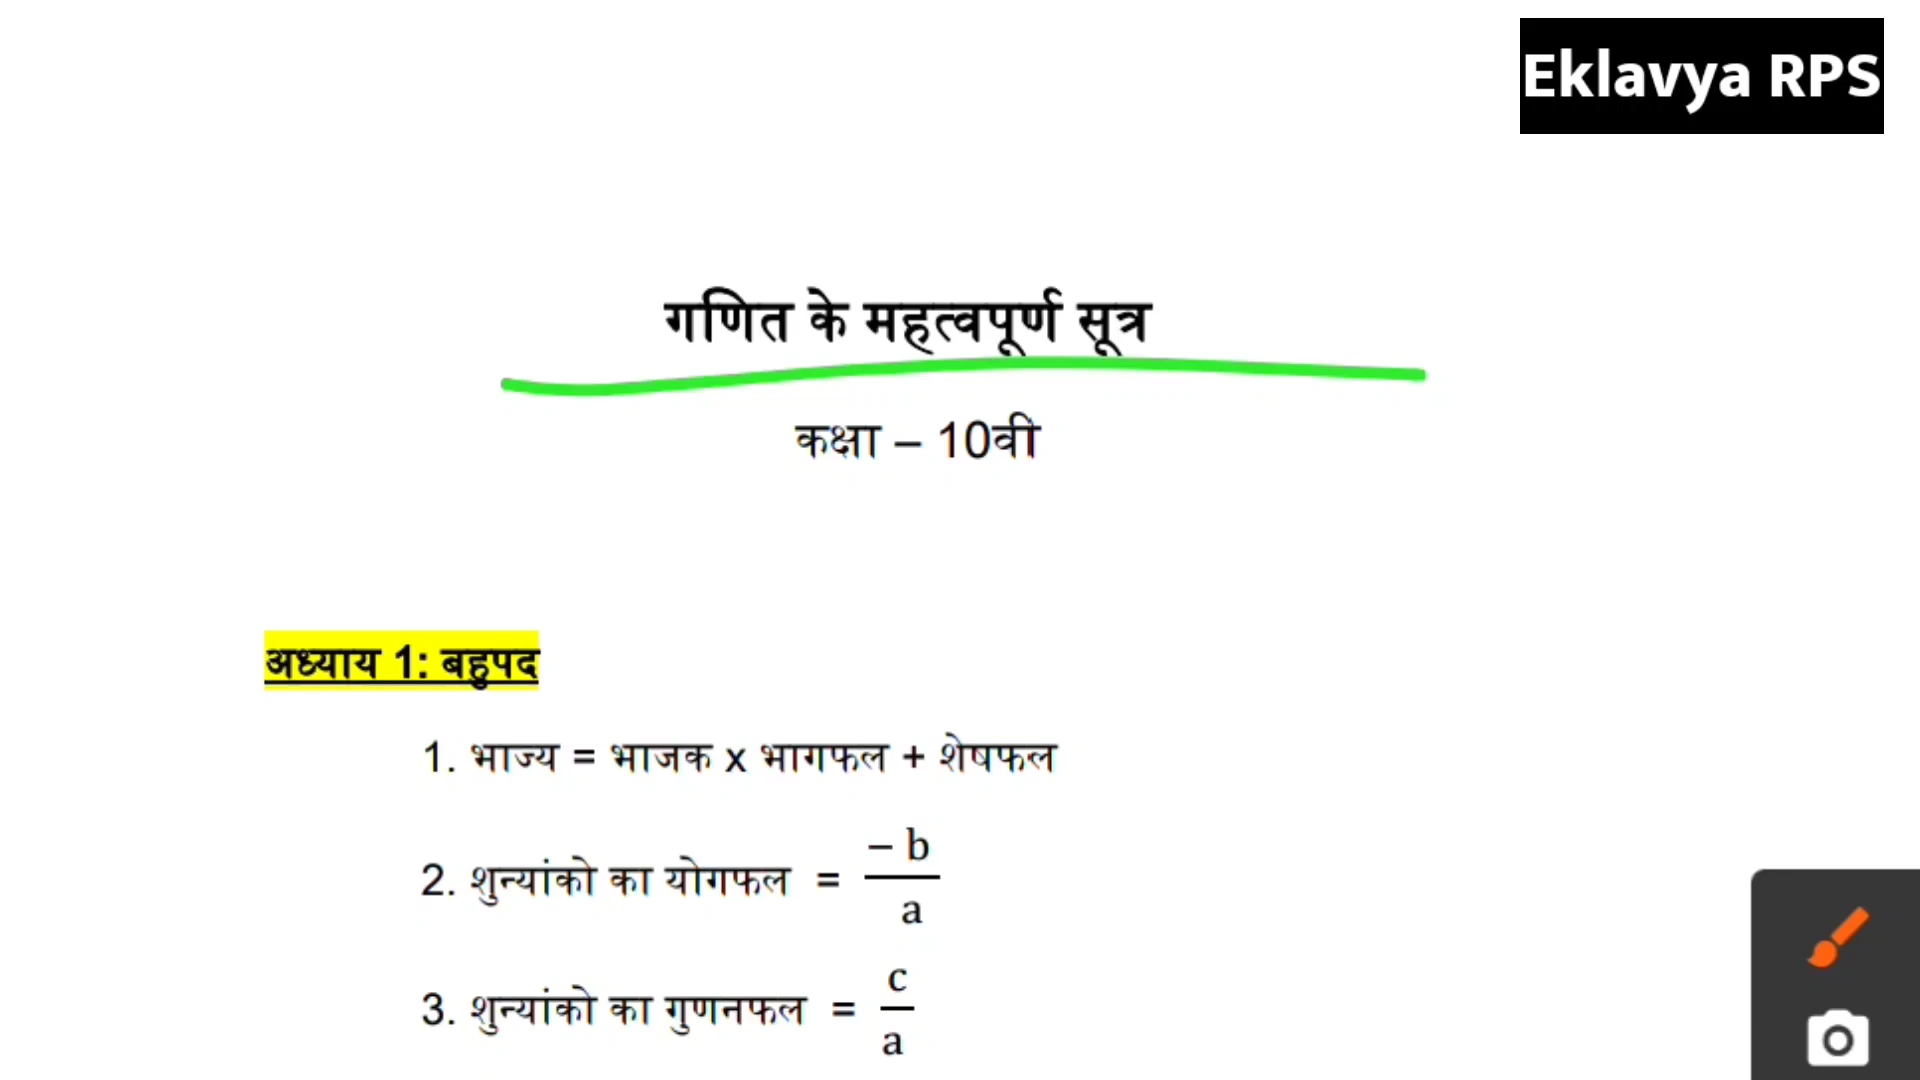 Eklavya RPS
गणित के महत्वपूर्ण सूत्र
कक्षा – 10वी
अध्याय 1: बहुपद
1. भाज्य = भाजक x भागफल + शेषफल
2. शुन्यांको का योगफल = – b / a
3. शुन्यांको का गुणनफल = c / a